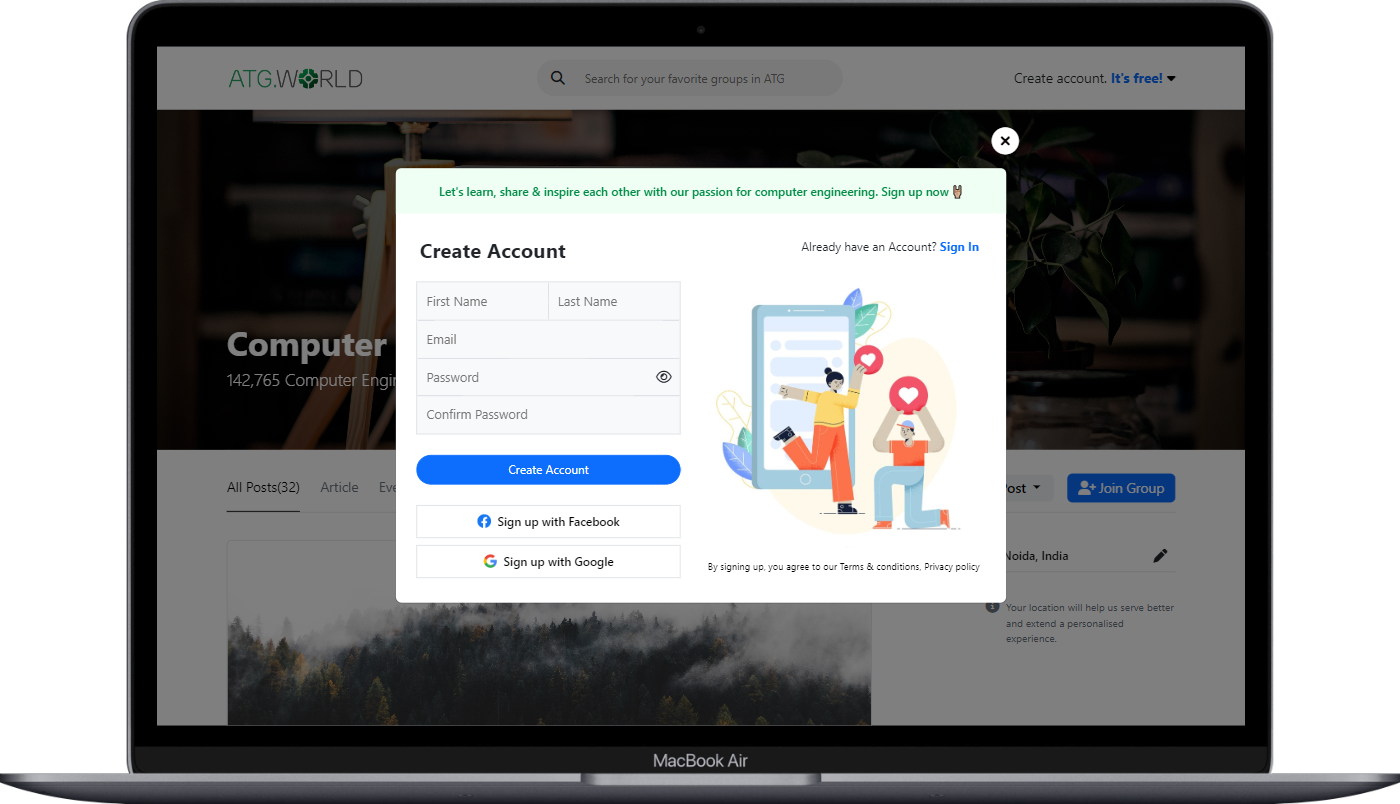 ATG.WORLD
Search for your favorite groups in ATG
Create account. It's free!
Let's learn, share & inspire each other with our passion for computer engineering. Sign up now 🤘🏽
Create Account
Already have an Account? Sign In
First Name
Last Name
Email
Password
Confirm Password
Create Account
Sign up with Facebook
Sign up with Google
By signing up, you agree to our Terms & conditions, Privacy policy
Computer
142,765 Computer Engin
All Posts(32)
Article
Eve
Post
Join Group
Noida, India
Your location will help us serve better
and extend a personalised
experience.
MacBook Air